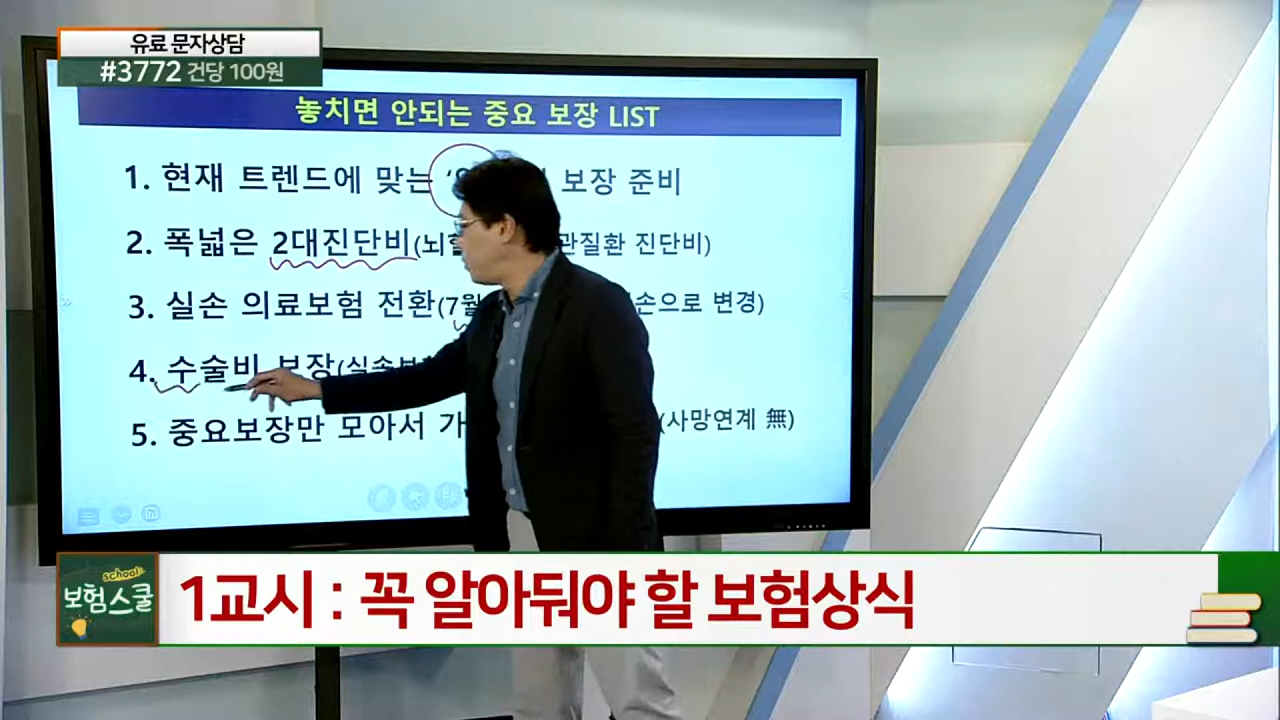 유료 문자상담
#3772 건당 100원
놓치면 안되는 중요 보장 LIST
1. 현재 트렌드에 맞는 보장 준비
2. 폭넓은 2대진단비(뇌 관질환 진단비)
3. 실손 의료보험 전환(7월 손으로 변경)
4. 수술비 보장(실손보험
5. 중요보장만 모아서 가 (사망연계 無)
school
보험스쿨
1교시 : 꼭 알아둬야 할 보험상식